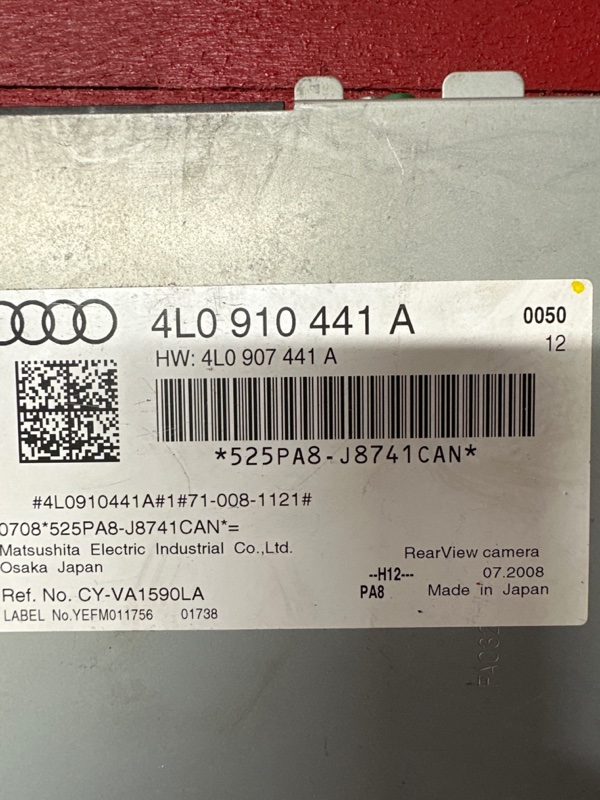 4L0 910 441 A
0050
HW: 4L0 907 441 A
12
*525PA8-J8741CAN*
#4L0910441A#1#71-008-1121#
0708*525PA8-J8741CAN*=
Matsushita Electric Industrial Co.,Ltd.
Osaka Japan
RearView camera
--H12---
07.2008
Ref. No. CY-VA1590LA
PA8
Made in Japan
LABEL No.YEFM011756 01738